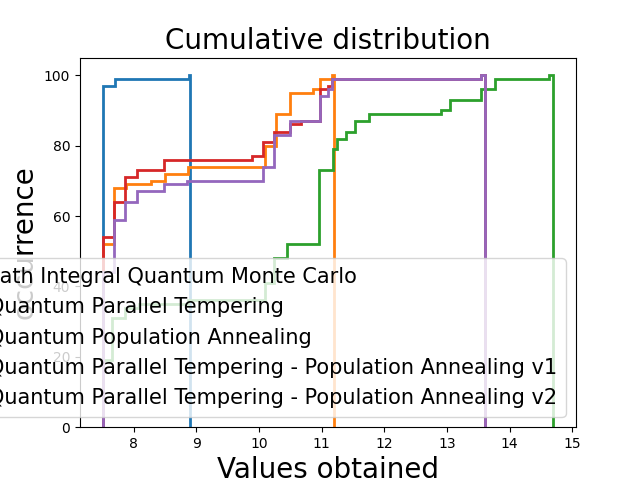 Cumulative distribution
100
80
60
40
20
0
occurrence
ath Integral Quantum Monte Carlo
Quantum Parallel Tempering
Quantum Population Annealing
Quantum Parallel Tempering - Population Annealing v1
Quantum Parallel Tempering - Population Annealing v2
8 9 10 11 12 13 14 15
Values obtained